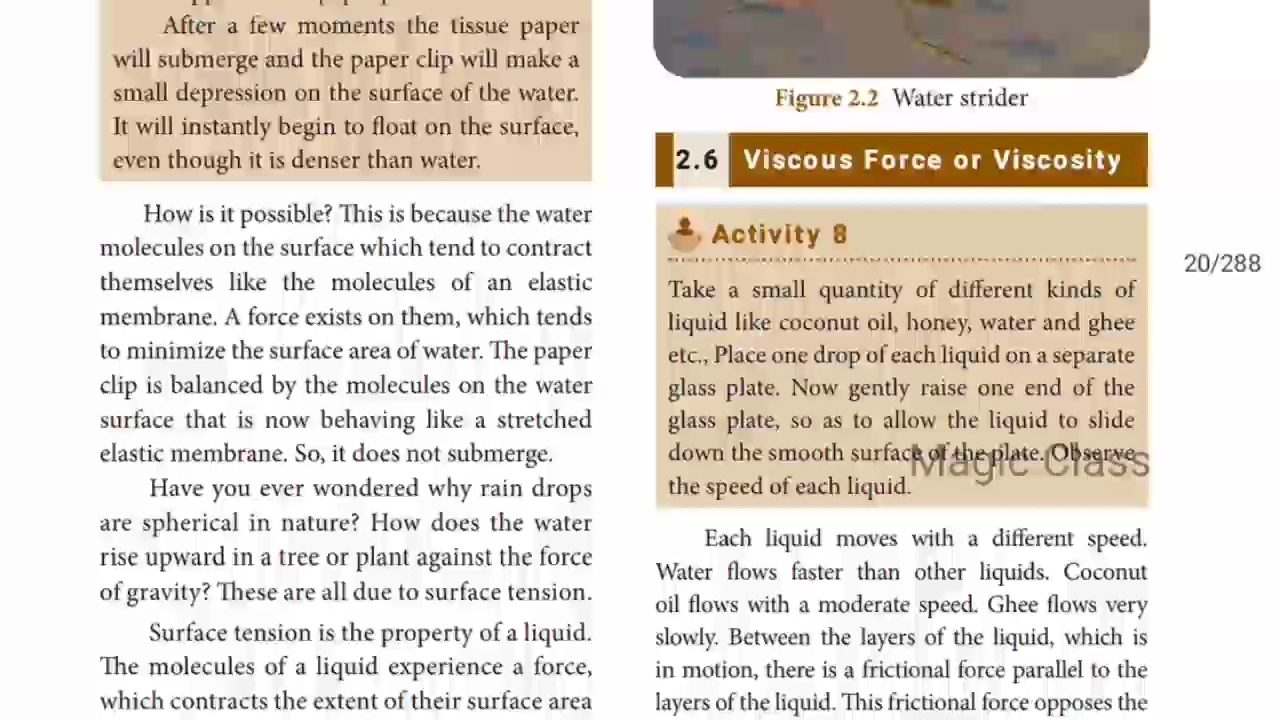 After a few moments the tissue paper
will submerge and the paper clip will make a
small depression on the surface of the water.
It will instantly begin to float on the surface,
even though it is denser than water.
How is it possible? This is because the water
molecules on the surface which tend to contract
themselves like the molecules of an elastic
membrane. A force exists on them, which tends
to minimize the surface area of water. The paper
clip is balanced by the molecules on the water
surface that is now behaving like a stretched
elastic membrane. So, it does not submerge.
Have you ever wondered why rain drops
are spherical in nature? How does the water
rise upward in a tree or plant against the force
of gravity? These are all due to surface tension.
Surface tension is the property of a liquid.
The molecules of a liquid experience a force,
which contracts the extent of their surface area
Figure 2.2 Water strider
2.6 Viscous Force or Viscosity
Activity 8
Take a small quantity of different kinds of
liquid like coconut oil, honey, water and ghee
etc., Place one drop of each liquid on a separate
glass plate. Now gently raise one end of the
glass plate, so as to allow the liquid to slide
down the smooth surface of the plate. Observe
the speed of each liquid.
Each liquid moves with a different speed.
Water flows faster than other liquids. Coconut
oil flows with a moderate speed. Ghee flows very
slowly. Between the layers of the liquid, which is
in motion, there is a frictional force parallel to the
layers of the liquid. This frictional force opposes the
20/288
Magic Class